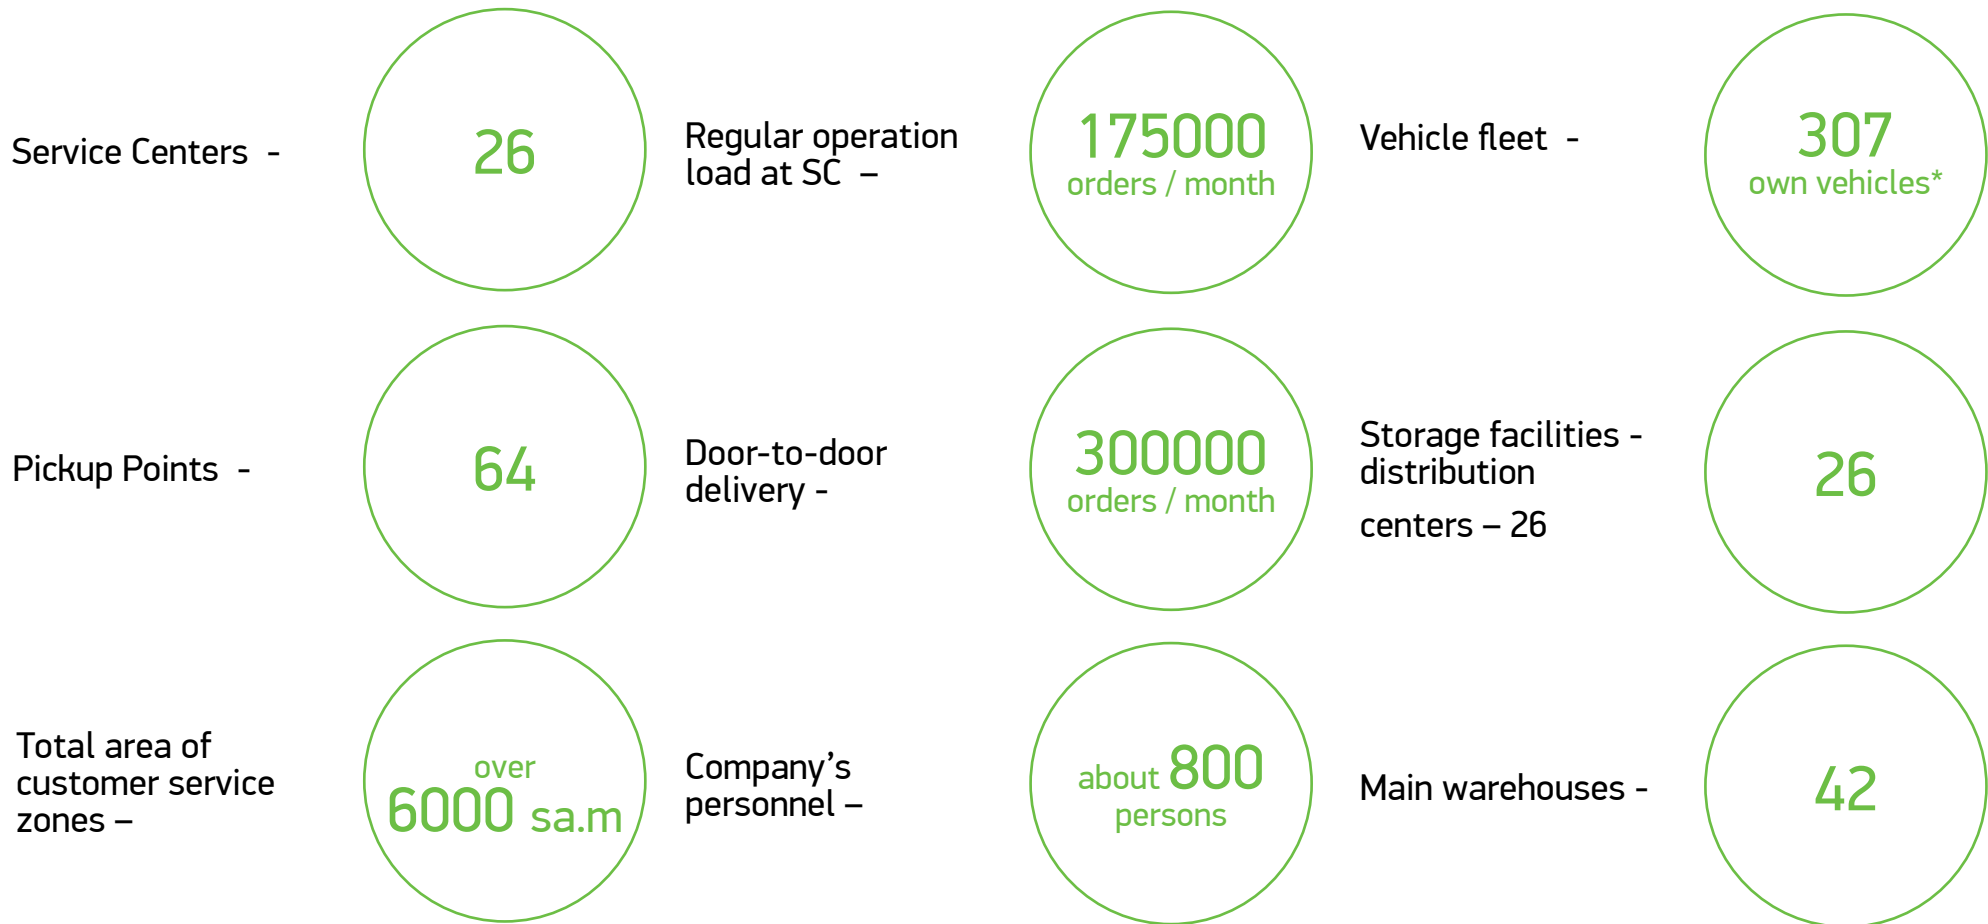 Service Centers -
26
Regular operation
load at SC –
175000
orders / month
Vehicle fleet -
307
own vehicles*
Pickup Points -
64
Door-to-door
delivery -
300000
orders / month
Storage facilities -
distribution
centers – 26
26
Total area of
customer service
zones –
over
6000 sa.m
Company’s
personnel –
about 800
persons
Main warehouses -
42